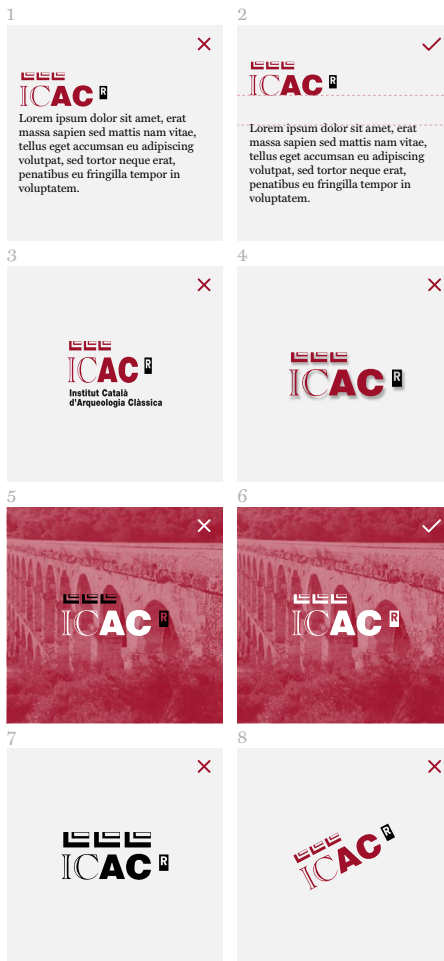 1
ICAC R
Lorem ipsum dolor sit amet, erat
massa sapien sed mattis nam vitae,
tellus eget accumsan eu adipiscing
volutpat, sed tortor neque erat,
penatibus eu fringilla tempor in
voluptatem.
2
ICAC R
Lorem ipsum dolor sit amet, erat
massa sapien sed mattis nam vitae,
tellus eget accumsan eu adipiscing
volutpat, sed tortor neque erat,
penatibus eu fringilla tempor in
voluptatem.
3
ICAC R
Institut Català
d'Arqueologia Clàssica
4
ICAC R
5
ICAC R
6
ICAC R
7
ICAC R
8
ICAC R